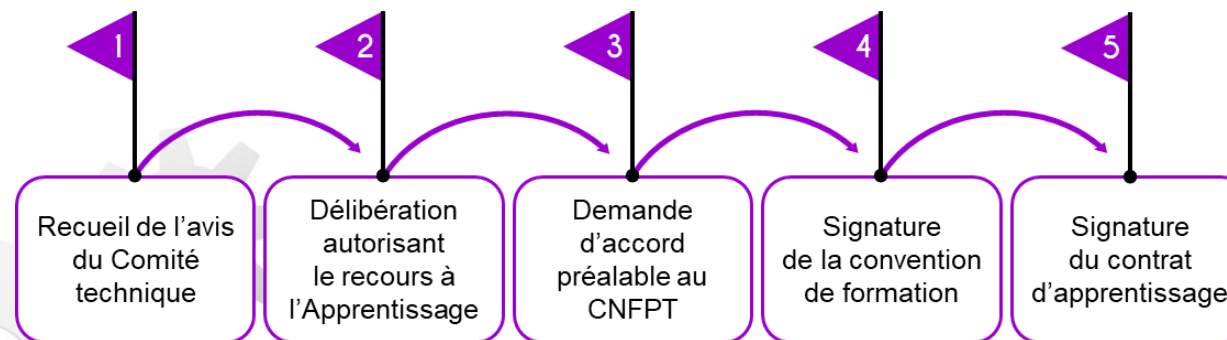 1
2
3
4
5
Recueil de l’avis
du Comité
technique
Délibération
autorisant
le recours à
l’Apprentissage
Demande
d’accord
préalable au
CNFPT
Signature
de la convention
de formation
Signature
du contrat
d’apprentissage